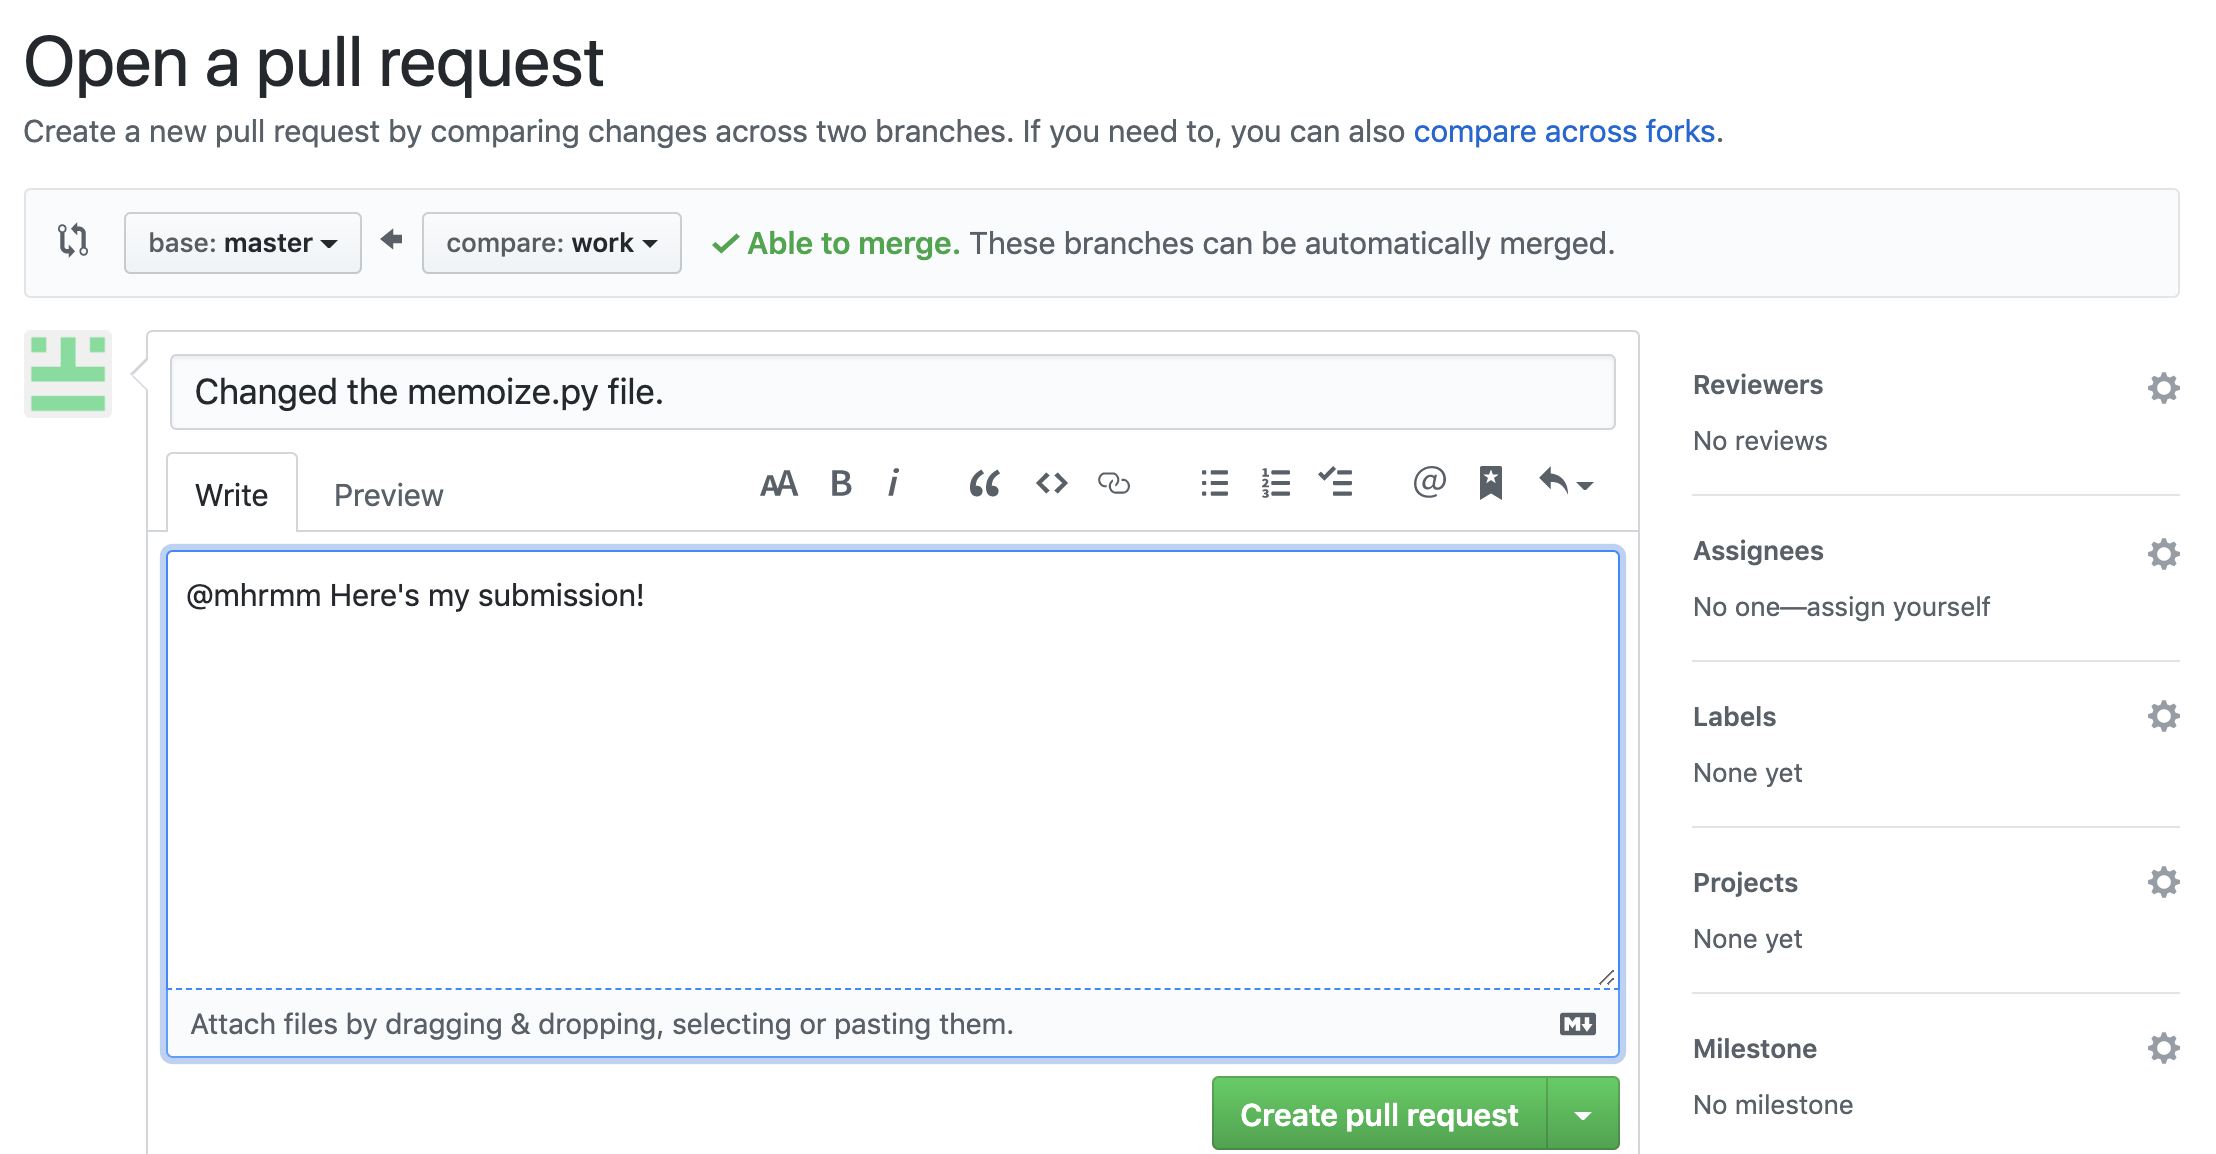 Open a pull request
Create a new pull request by comparing changes across two branches. If you need to, you can also compare across forks.
base: master compare: work Able to merge. These branches can be automatically merged.
Changed the memoize.py file.
Write Preview AA B i @
@mhrmm Here's my submission!
Attach files by dragging & dropping, selecting or pasting them. M
Create pull request
Reviewers
No reviews
Assignees
No one—assign yourself
Labels
None yet
Projects
None yet
Milestone
No milestone